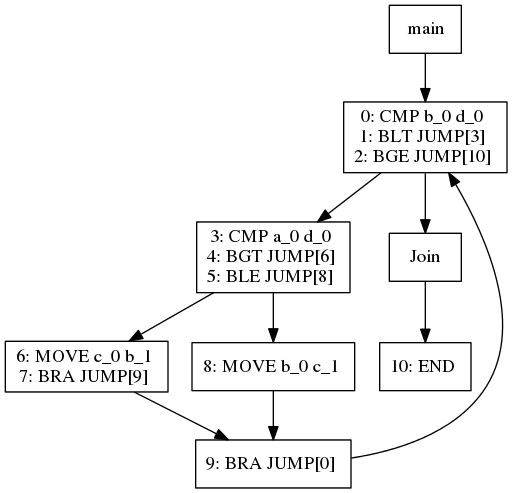 main
0: CMP b_0 d_0
1: BLT JUMP[3]
2: BGE JUMP[10]
3: CMP a_0 d_0
4: BGT JUMP[6]
5: BLE JUMP[8]
Join
6: MOVE c_0 b_1
7: BRA JUMP[9]
8: MOVE b_0 c_1
10: END
9: BRA JUMP[0]